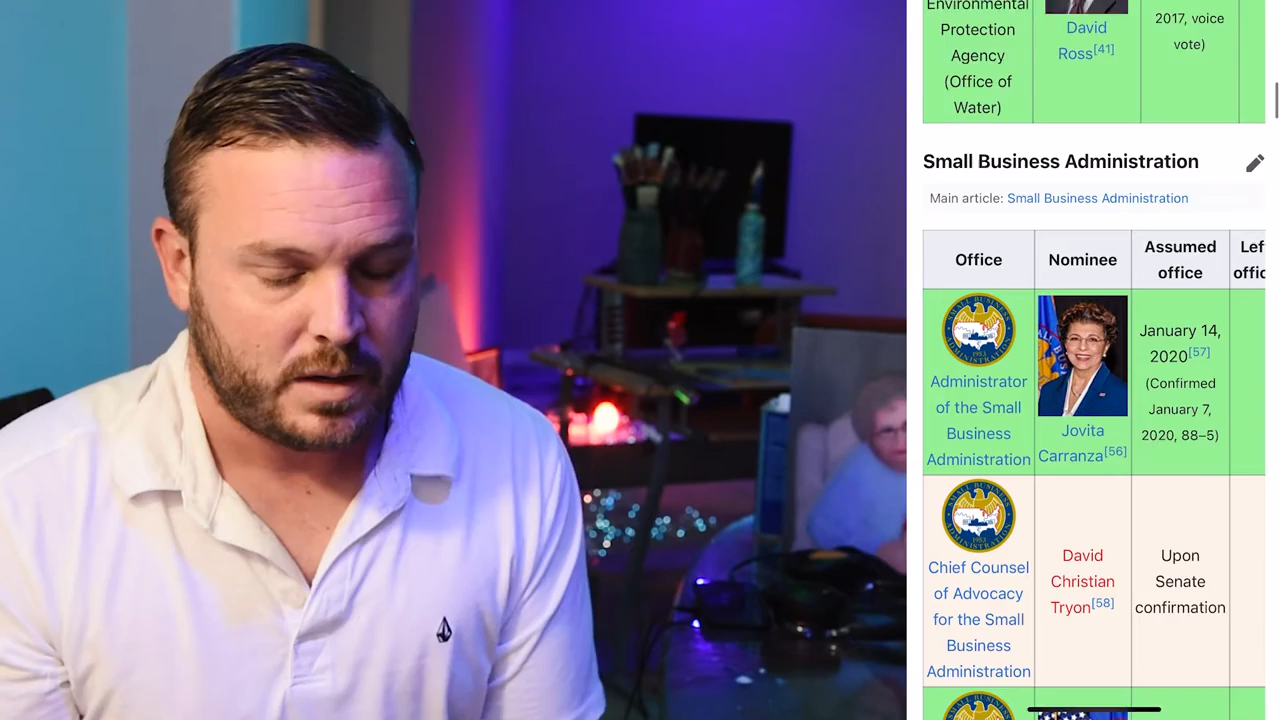 Environmental
Protection
Agency
(Office of
Water)
David
Ross[41]
2017, voice
vote)
Small Business Administration
Main article: Small Business Administration
Office
Nominee
Assumed
office
Administrator
of the Small
Business
Administration
Jovita
Carranza[56]
January 14,
2020[57]
(Confirmed
January 7,
2020, 88–5)
Chief Counsel
of Advocacy
for the Small
Business
Administration
David
Christian
Tryon[58]
Upon
Senate
confirmation